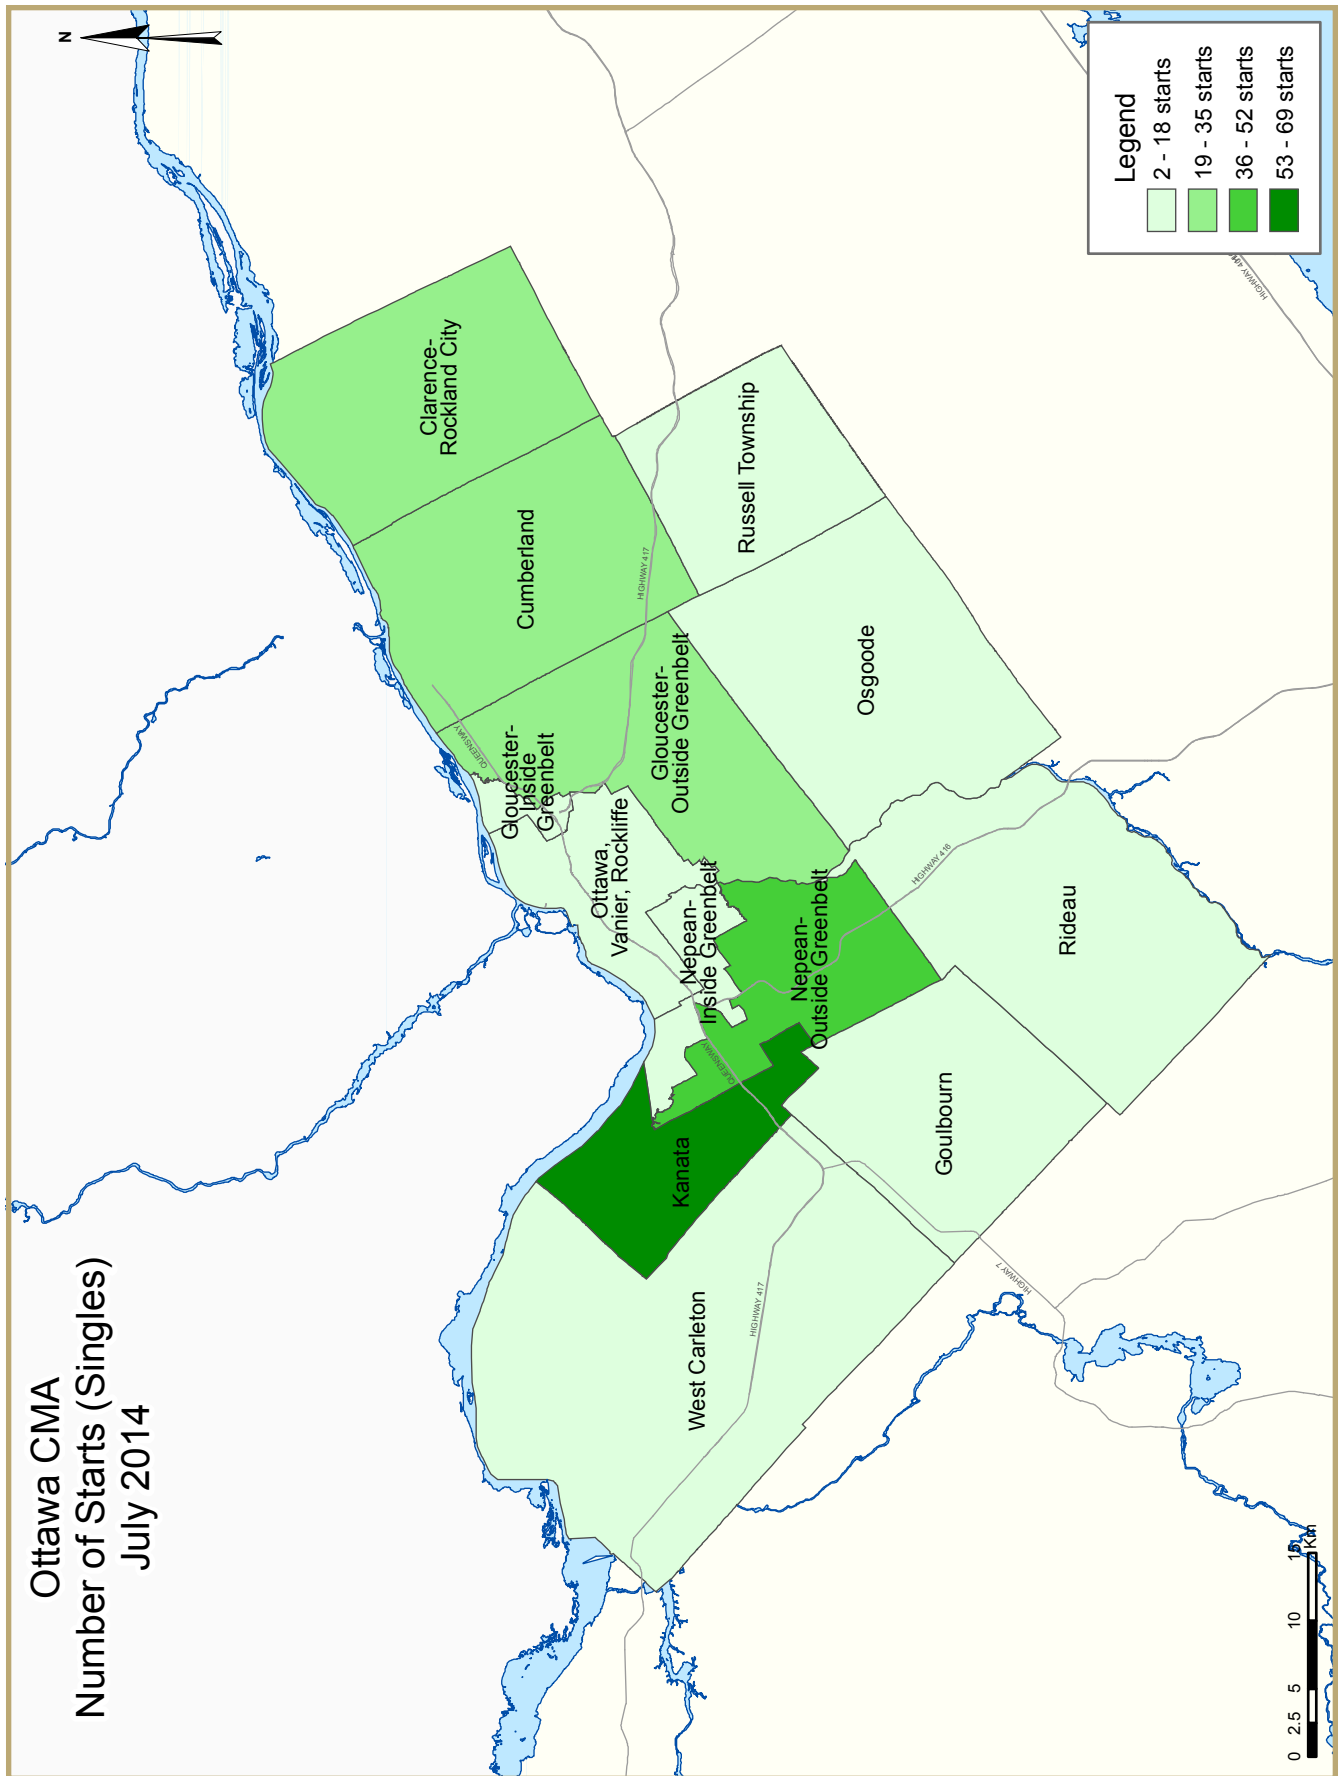 Ottawa CMA
Number of Starts (Singles)
July 2014
N
Legend
2 - 18 starts
19 - 35 starts
36 - 52 starts
53 - 69 starts
Clarence-
Rockland City
Cumberland
Russell Township
HIGHWAY 417
QUEENSWAY
Gloucester-
Inside
Greenbelt
Gloucester-
Outside Greenbelt
Osgoode
Ottawa,
Vanier, Rockliffe
Nepean-
Inside Greenbelt
Nepean-
Outside Greenbelt
HIGHWAY 416
Rideau
QUEENSWAY
Kanata
Goulbourn
West Carleton
HIGHWAY 417
HIGHWAY 7
HIGHWAY 401
0 2.5 5 10 15
Km